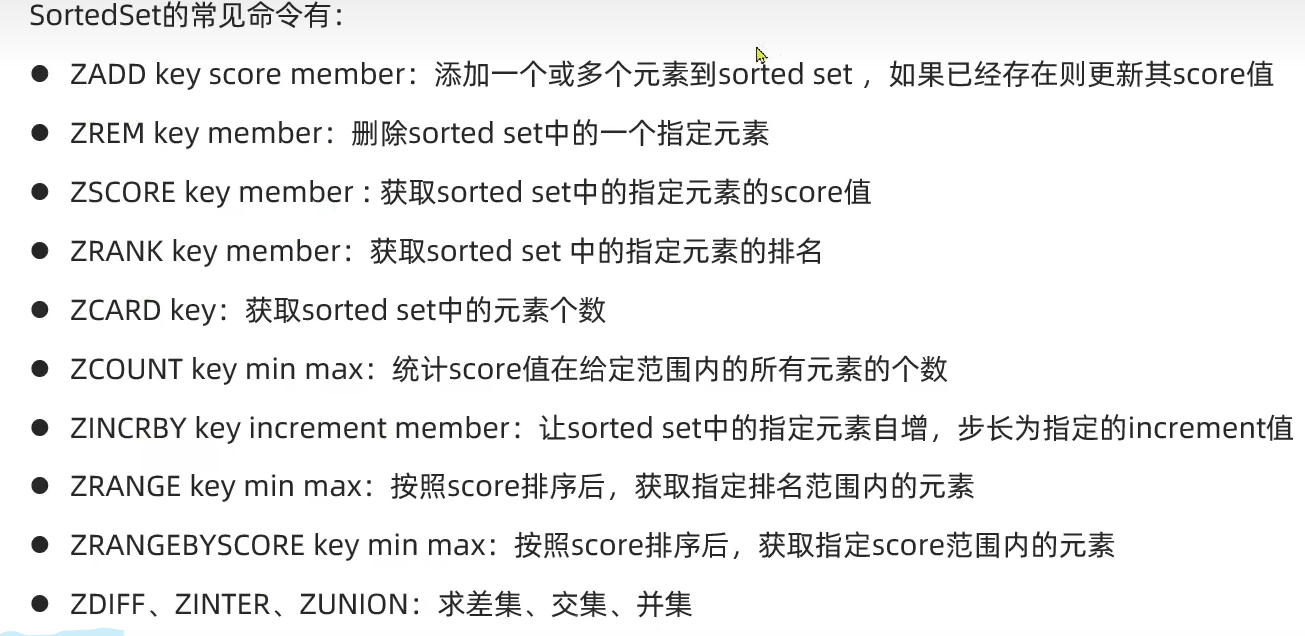 SortedSet的常见命令有：
● ZADD key score member：添加一个或多个元素到sorted set ，如果已经存在则更新其score值
● ZREM key member：删除sorted set中的一个指定元素
● ZSCORE key member : 获取sorted set中的指定元素的score值
● ZRANK key member：获取sorted set 中的指定元素的排名
● ZCARD key：获取sorted set中的元素个数
● ZCOUNT key min max：统计score值在给定范围内的所有元素的个数
● ZINCRBY key increment member：让sorted set中的指定元素自增，步长为指定的increment值
● ZRANGE key min max：按照score排序后，获取指定排名范围内的元素
● ZRANGEBYSCORE key min max：按照score排序后，获取指定score范围内的元素
● ZDIFF、ZINTER、ZUNION：求差集、交集、并集